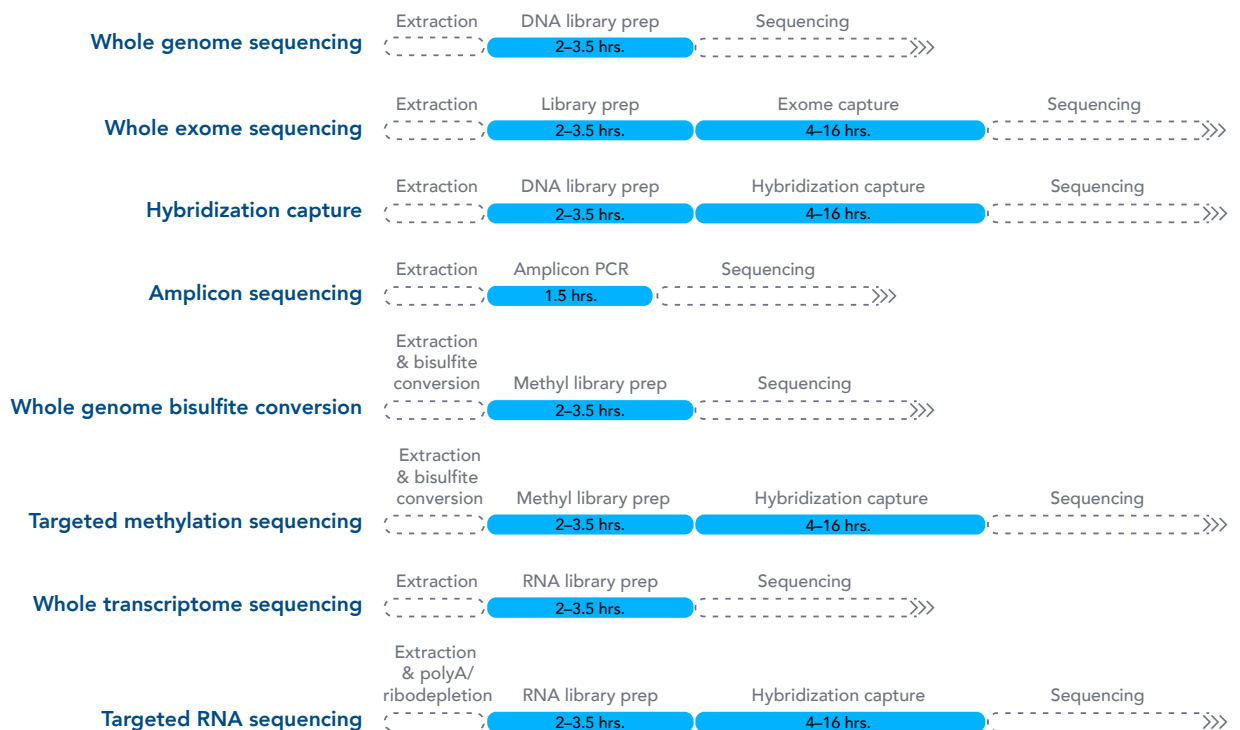 Extraction DNA library prep Sequencing
Whole genome sequencing 2–3.5 hrs.
Extraction Library prep Exome capture Sequencing
Whole exome sequencing 2–3.5 hrs. 4–16 hrs.
Extraction DNA library prep Hybridization capture Sequencing
Hybridization capture 2–3.5 hrs. 4–16 hrs.
Extraction Amplicon PCR Sequencing
Amplicon sequencing 1.5 hrs.
Extraction
& bisulfite
conversion Methyl library prep Sequencing
Whole genome bisulfite conversion 2–3.5 hrs.
Extraction
& bisulfite
conversion Methyl library prep Hybridization capture Sequencing
Targeted methylation sequencing 2–3.5 hrs. 4–16 hrs.
Extraction RNA library prep Sequencing
Whole transcriptome sequencing 2–3.5 hrs.
Extraction
& polyA/
ribodepletion RNA library prep Hybridization capture Sequencing
Targeted RNA sequencing 2–3.5 hrs. 4–16 hrs.